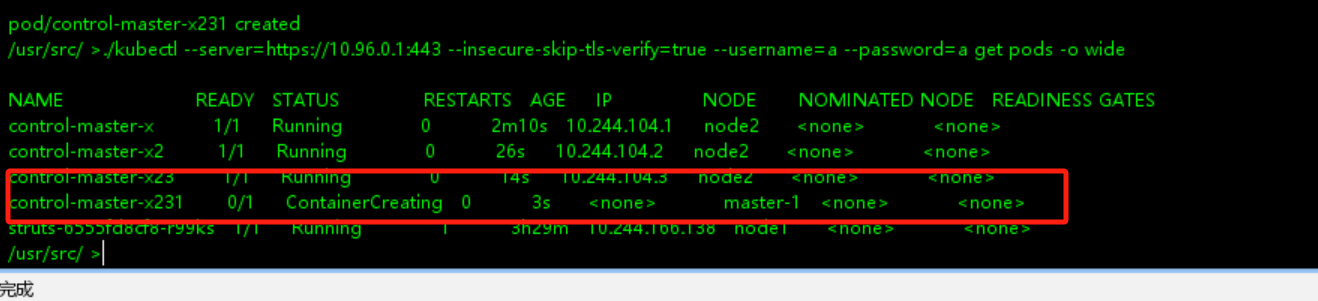 pod/control-master-x231 created
/usr/src/ >./kubectl --server=https://10.96.0.1:443 --insecure-skip-tls-verify=true --username=a --password=a get pods -o wide
NAME READY STATUS RESTARTS AGE IP NODE NOMINATED NODE READINESS GATES
control-master-x 1/1 Running 0 2m10s 10.244.104.1 node2 <none> <none>
control-master-x2 1/1 Running 0 26s 10.244.104.2 node2 <none> <none>
control-master-x23 1/1 Running 0 14s 10.244.104.3 node2 <none> <none>
control-master-x231 0/1 ContainerCreating 0 3s <none> master-1 <none> <none>
struts-6555fd8cf8-r99ks 1/1 Running 1 3h29m 10.244.166.138 node1 <none> <none>
/usr/src/ >
完成